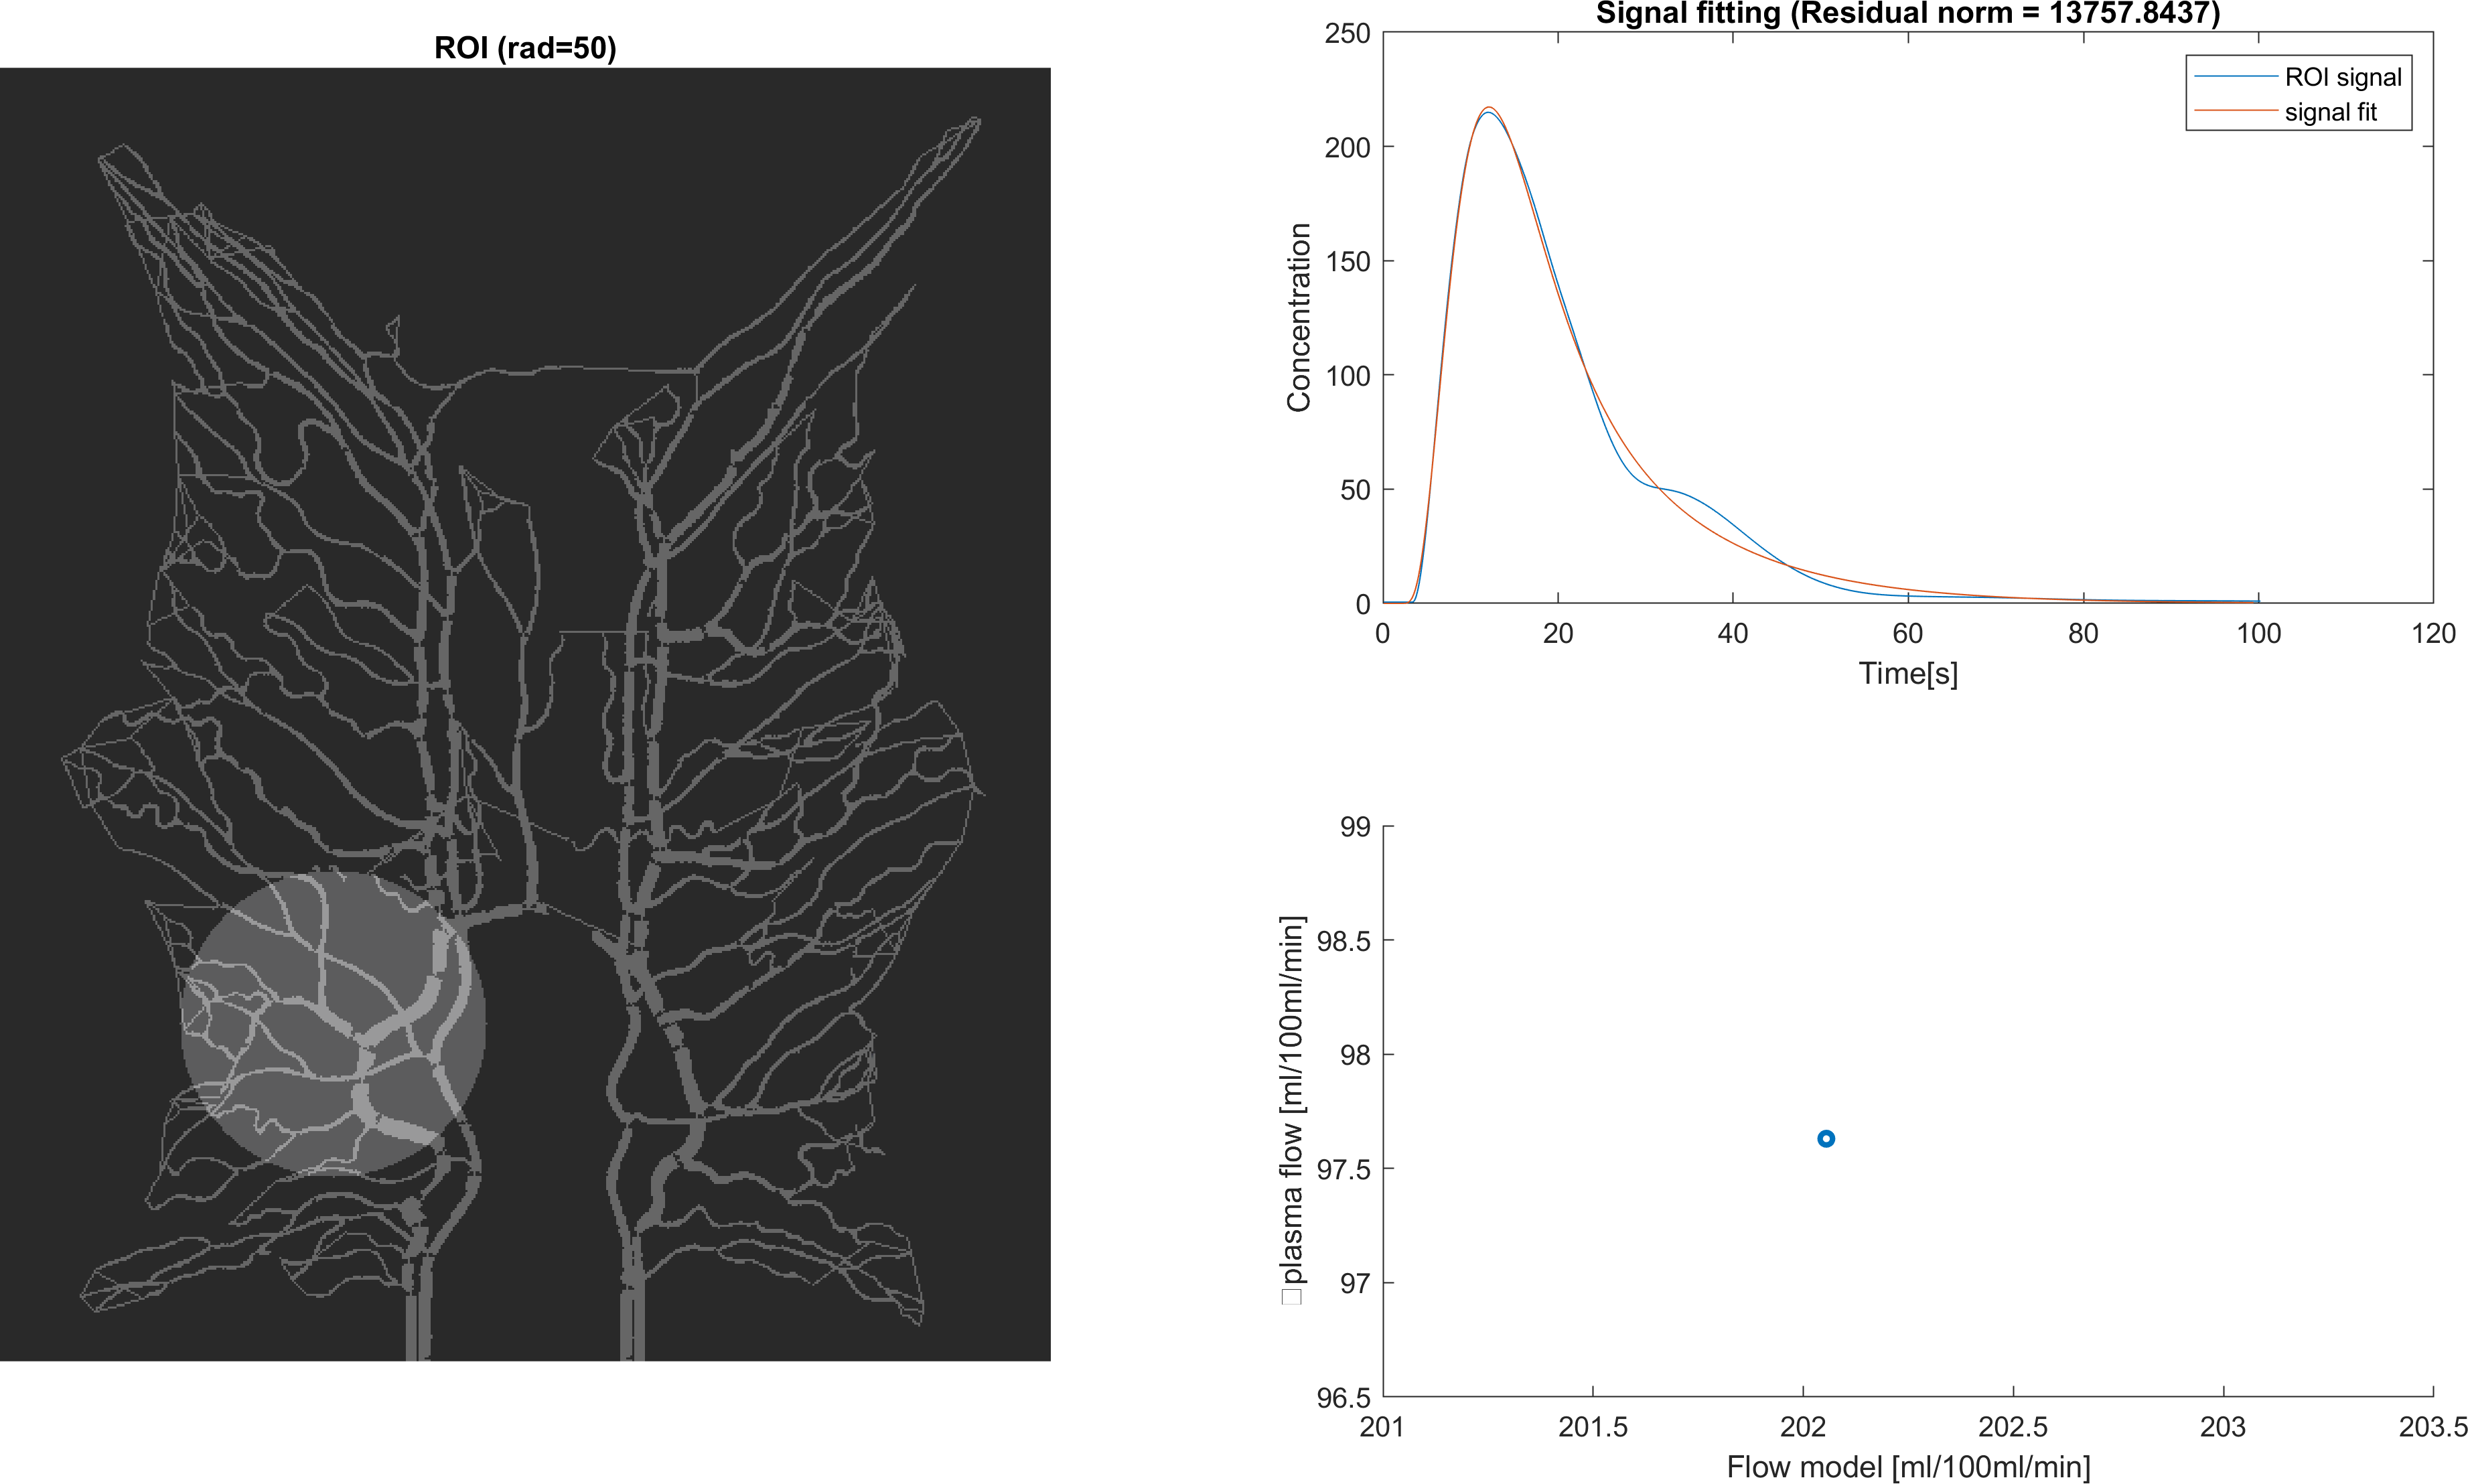 ROI (rad=50)
Signal fitting (Residual norm = 13757.8437)
250
200
150
100
50
0
Concentration
ROI signal
signal fit
0 20 40 60 80 100 120
Time[s]
99
98.5
98
97.5
97
96.5
□plasma flow [ml/100ml/min]
201 201.5 202 202.5 203 203.5
Flow model [ml/100ml/min]